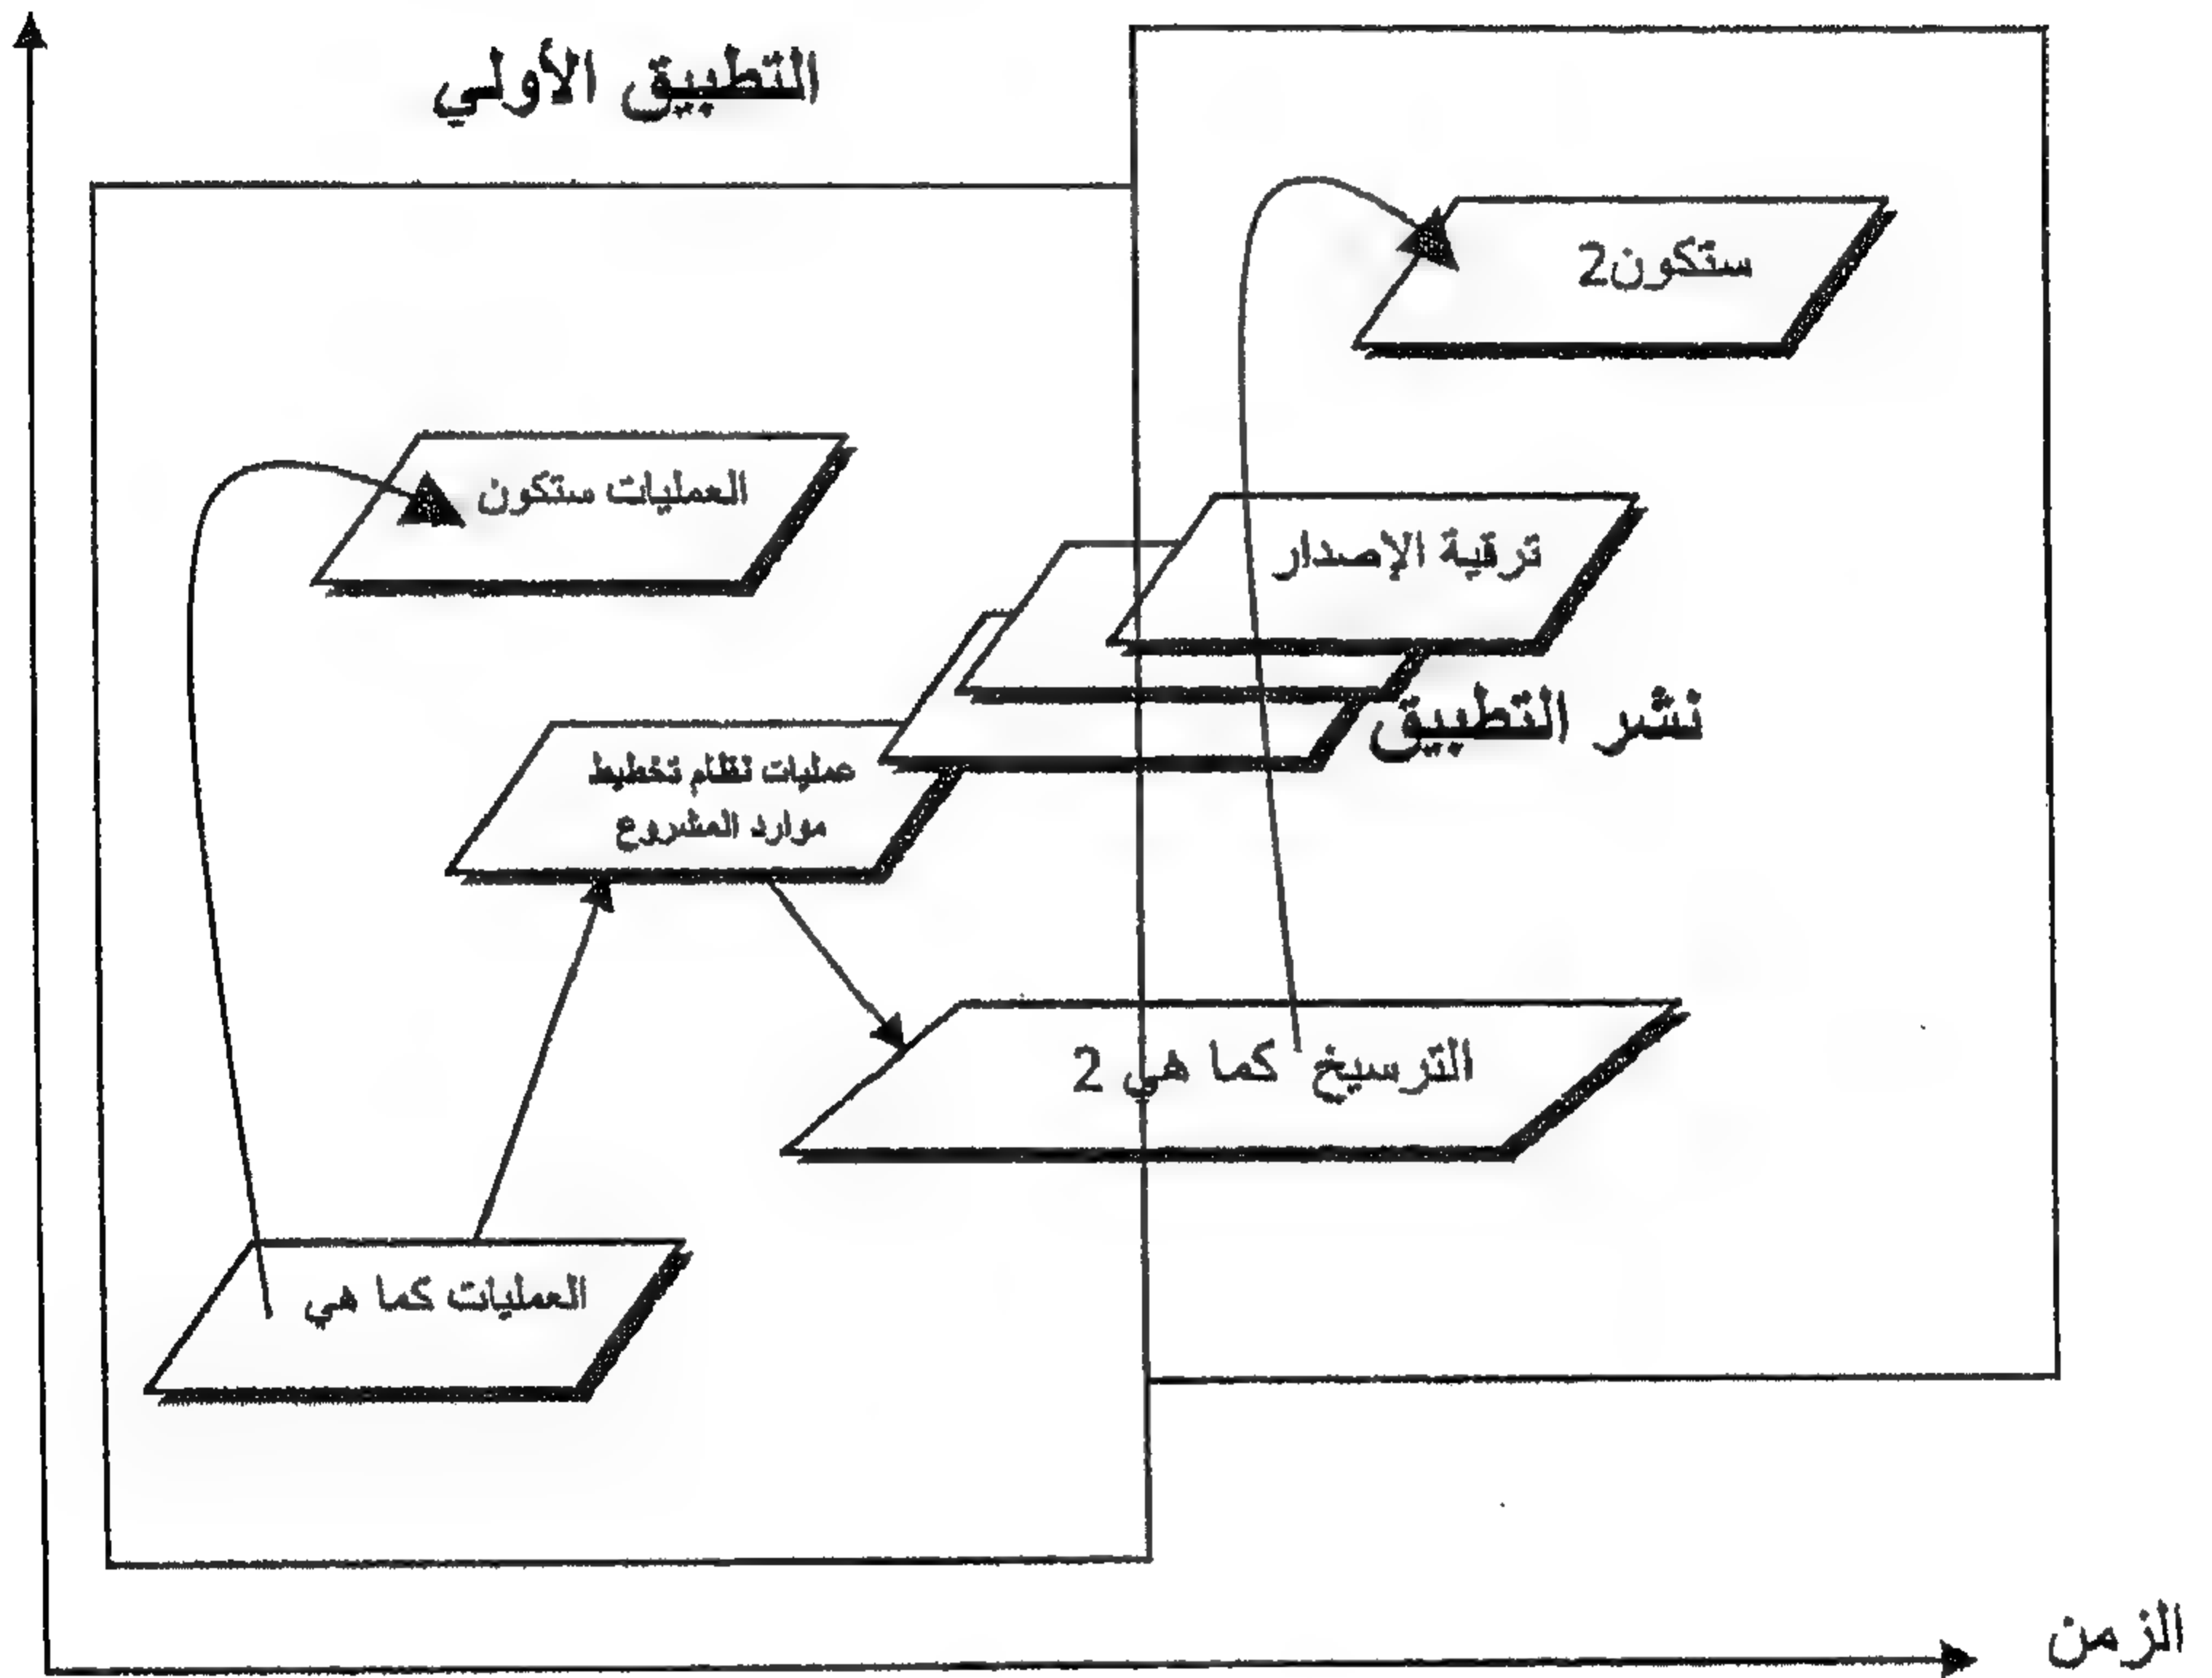 التطبيق الأولي
ستكون2
العمليات ستكون
ترقية الإصدار
نشر التطبيق
عمليات نظام تخطيط
موارد المشروع
الترسيخ كما هي 2
العمليات كما هي
الزمن